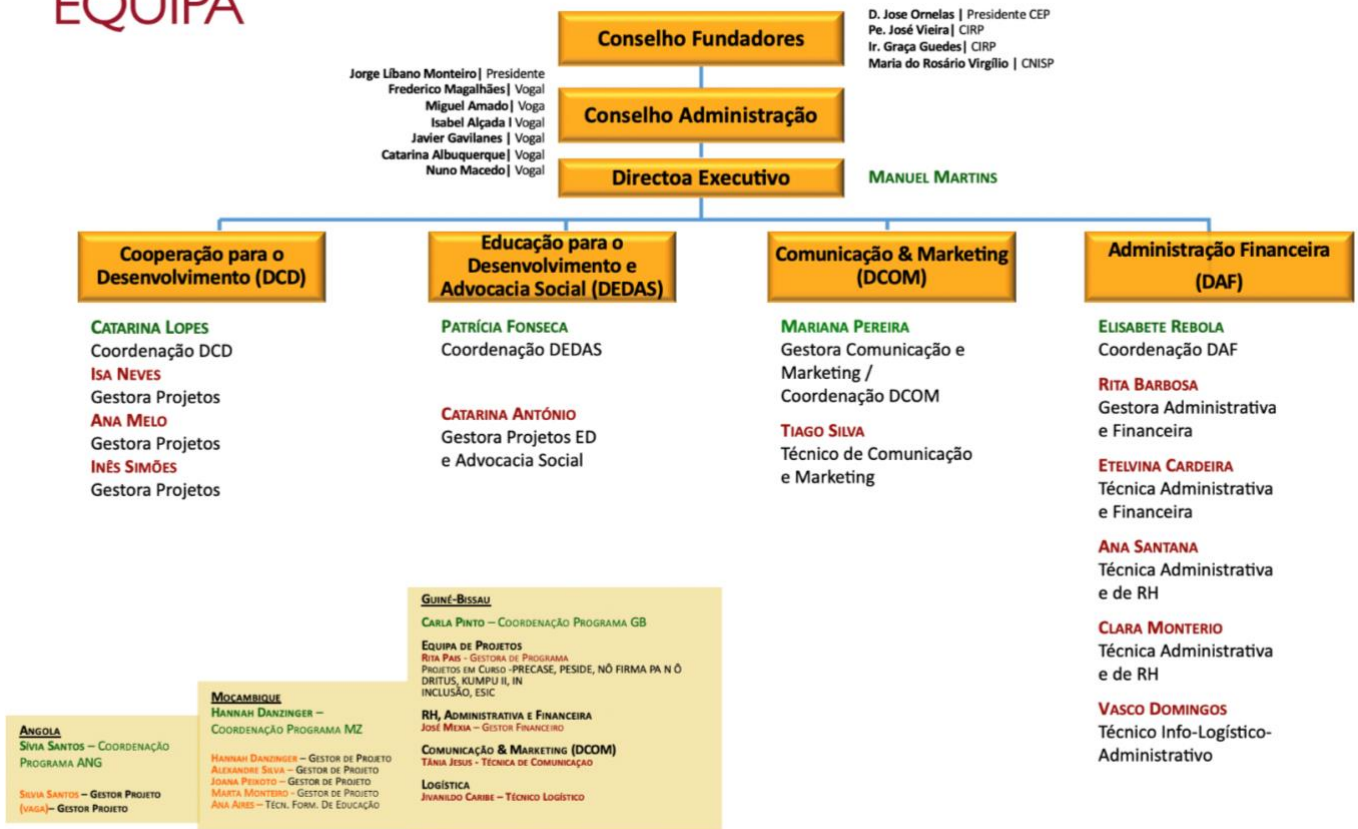 EQUIPA
Conselho Fundadores
D. Jose Ornelas | Presidente CEP
Pe. José Vieira| CIRP
Ir. Graça Guedes| CIRP
Maria do Rosário Virgílio | CNISP
Jorge Líbano Monteiro| Presidente
Frederico Magalhães| Vogal
Miguel Amado| Voga
Isabel Alçada I Vogal
Javier Gavilanes | Vogal
Catarina Albuquerque| Vogal
Nuno Macedo| Vogal
Conselho Administração
Directoa Executivo
MANUEL MARTINS
Cooperação para o
Desenvolvimento (DCD)
CATARINA LOPES
Coordenação DCD
ISA NEVES
Gestora Projetos
ANA MELO
Gestora Projetos
INÊS SIMÕES
Gestora Projetos
Educação para o
Desenvolvimento e
Advocacia Social (DEDAS)
PATRÍCIA FONSECA
Coordenação DEDAS
CATARINA ANTÓNIO
Gestora Projetos ED
e Advocacia Social
Comunicação & Marketing
(DCOM)
MARIANA PEREIRA
Gestora Comunicação e
Marketing /
Coordenação DCOM
TIAGO SILVA
Técnico de Comunicação
e Marketing
Administração Financeira
(DAF)
ELISABETE REBOLA
Coordenação DAF
RITA BARBOSA
Gestora Administrativa
e Financeira
ETELVINA CARDEIRA
Técnica Administrativa
e Financeira
ANA SANTANA
Técnica Administrativa
e de RH
CLARA MONTERIO
Técnica Administrativa
e de RH
VASCO DOMINGOS
Técnico Info-Logístico-
Administrativo
ANGOLA
SÍVIA SANTOS – COORDENAÇÃO
PROGRAMA ANG
SILVIA SANTOS – GESTOR PROJETO
(VAGA)– GESTOR PROJETO
MOÇAMBIQUE
HANNAH DANZINGER –
COORDENAÇÃO PROGRAMA MZ
HANNAH DANZINGER – GESTOR DE PROJETO
ALEXANDRE SILVA – GESTOR DE PROJETO
JOANA PEIXOTO – GESTOR DE PROJETO
MARTA MONTEIRO - GESTOR DE PROJETO
ANA AIRES – TÉCN. FORM. DE EDUCAÇÃO
GUINÉ-BISSAU
CARLA PINTO – COORDENAÇÃO PROGRAMA GB
EQUIPA DE PROJETOS
RITA PAIS - GESTORA DE PROGRAMA
PROJETOS EM CURSO -PRECASE, PESIDE, NÔ FIRMA PA N Ô
DRITUS, KUMPU II, IN
INCLUSÃO, ESIC
RH, ADMINISTRATIVA E FINANCEIRA
JOSÉ MEXIA – GESTOR FINANCEIRO
COMUNICAÇÃO & MARKETING (DCOM)
TÂNIA JESUS - TÉCNICA DE COMUNICAÇAO
LOGÍSTICA
JIVANILDO CARIBE – TÉCNICO LOGÍSTICO